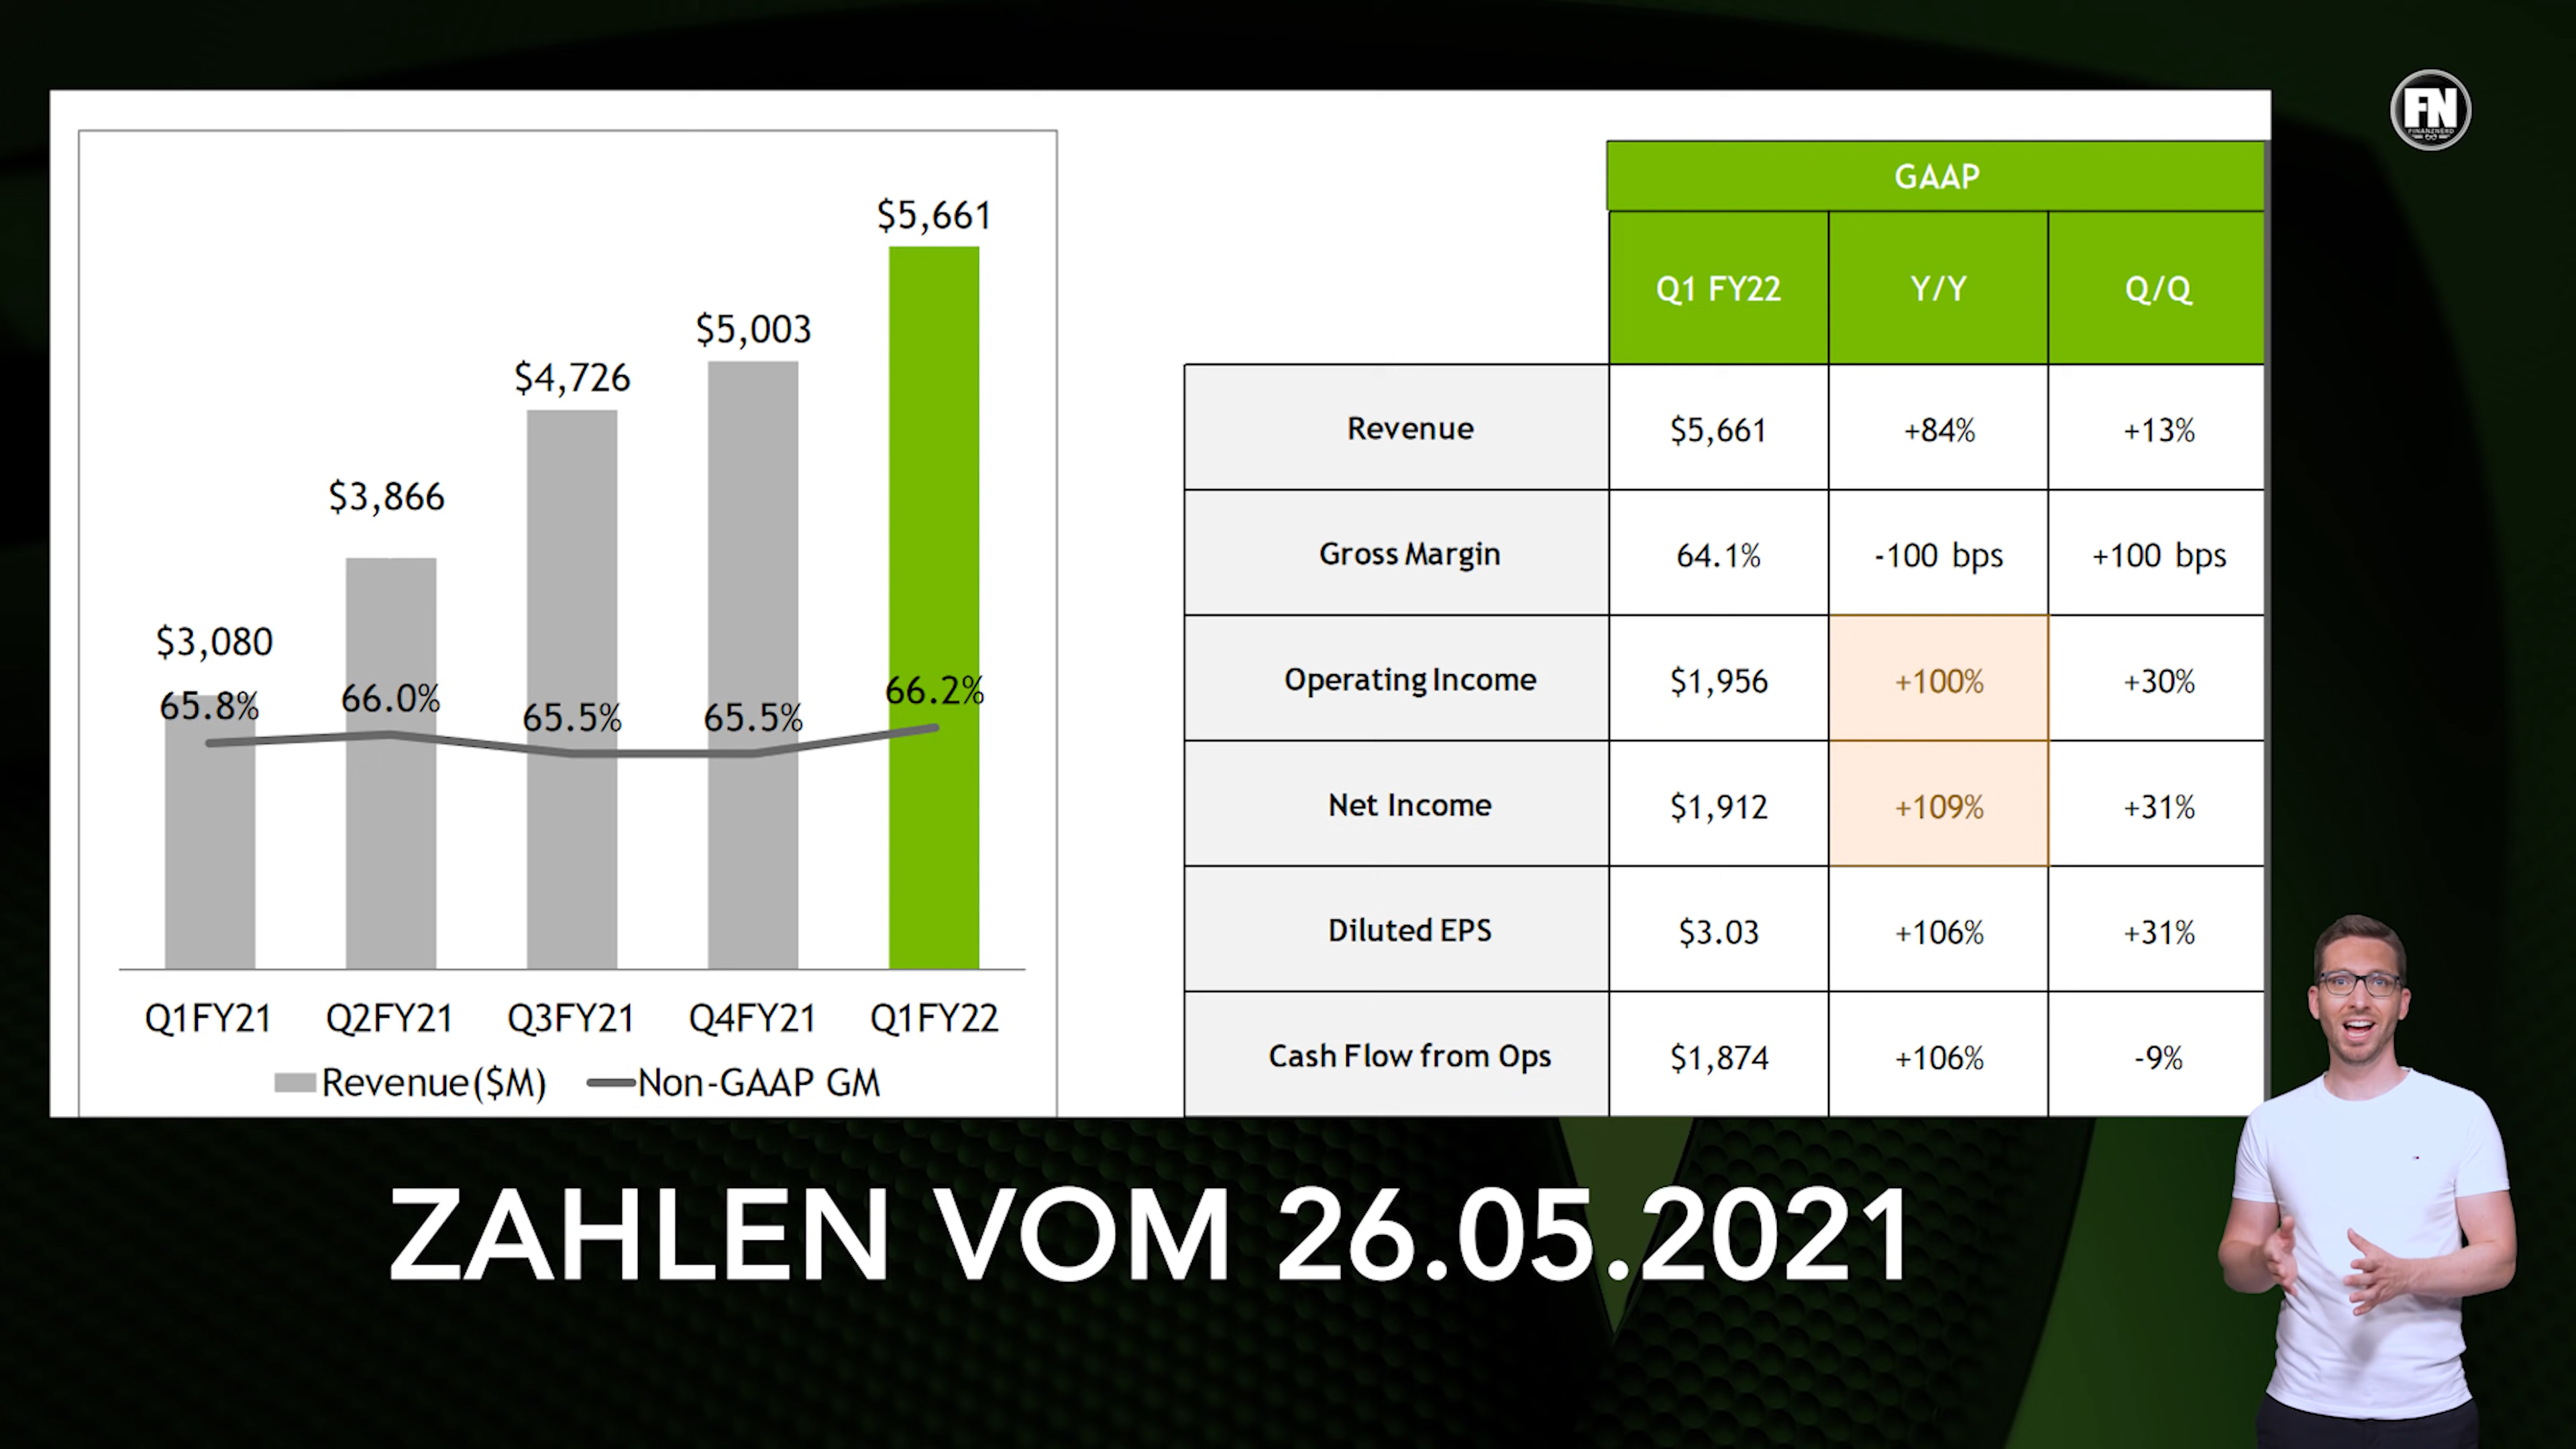 FN
FINANZNERD
$5,661
$5,003
$4,726
$3,866
$3,080
65.8%
66.0%
65.5%
65.5%
66.2%
Q1FY21
Q2FY21
Q3FY21
Q4FY21
Q1FY22
Revenue($M)
Non-GAAP GM
GAAP
Q1 FY22 Y/Y Q/Q
Revenue $5,661 +84% +13%
Gross Margin 64.1% -100 bps +100 bps
Operating Income $1,956 +100% +30%
Net Income $1,912 +109% +31%
Diluted EPS $3.03 +106% +31%
Cash Flow from Ops $1,874 +106% -9%
ZAHLEN VOM 26.05.2021